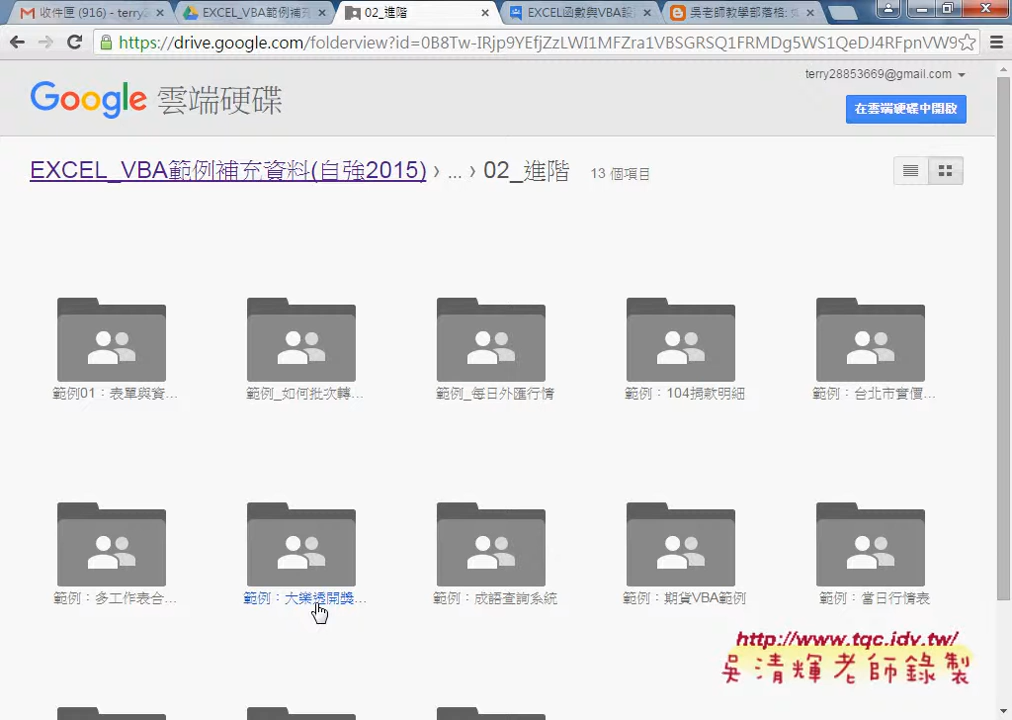 收件匣 (916) - terry2
EXCEL_VBA範例補充
02_進階
EXCEL函數與VBA設
吳老師教學部落格:
https://drive.google.com/folderview?id=0B8Tw-IRjp9YEfjZzLWI1MFZra1VBSGRSQ1FRMDg5WS1QeDJ4RFpnVW9
terry28853669@gmail.com
Google 雲端硬碟
在雲端硬碟中開啟
EXCEL_VBA範例補充資料(自強2015) › ... › 02_進階 13 個項目
範例01：表單與資...
範例_如何批次轉...
範例_每日外匯行情
範例：104捐款明細
範例：台北市實價...
範例：多工作表合...
範例：大樂透開獎...
範例：成語查詢系統
範例：期貨VBA範例
範例：當日行情表
http://www.tqc.idv.tw/
吳清輝老師錄製